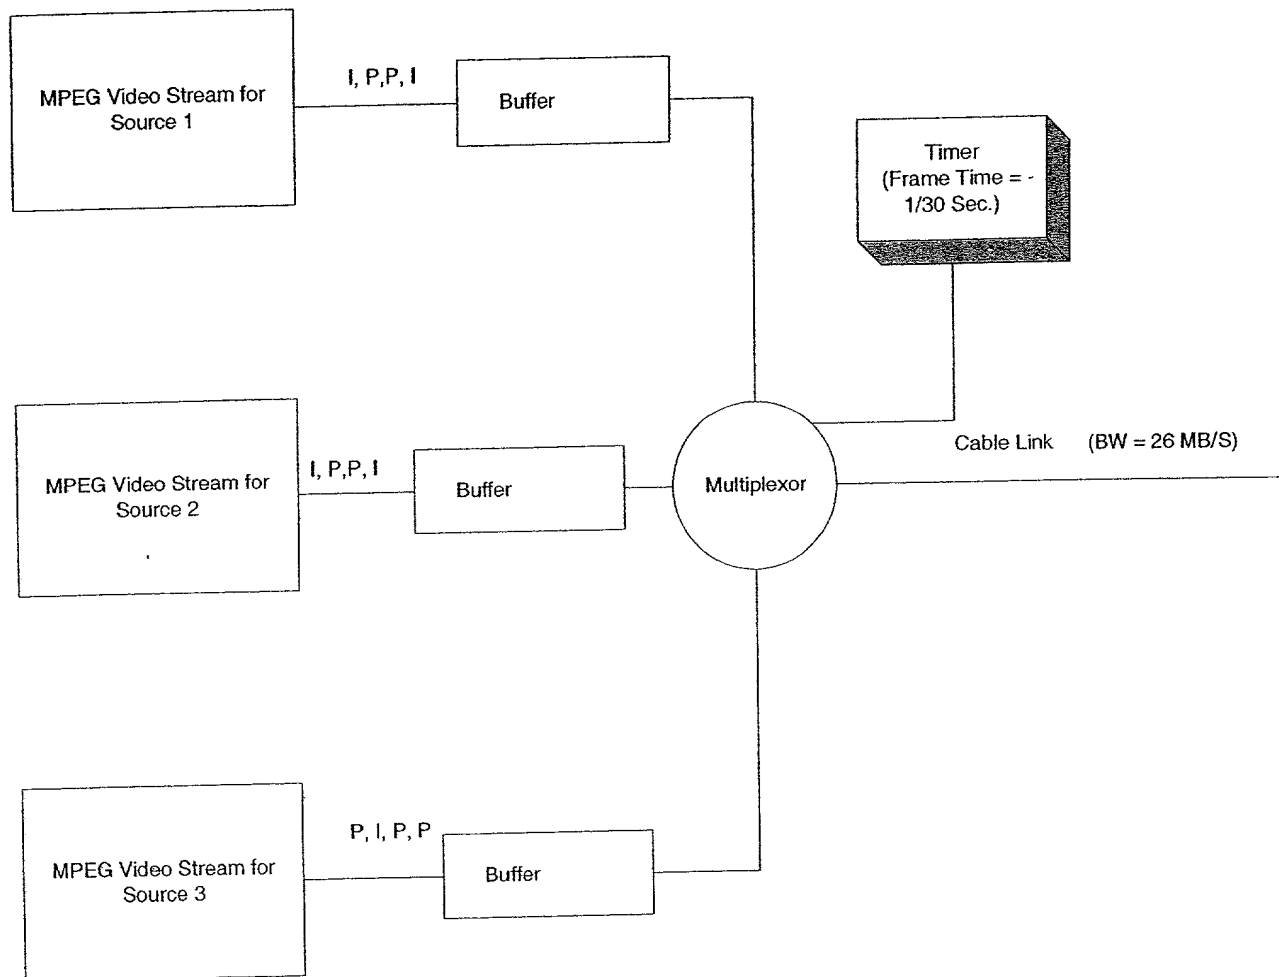 MPEG Video Stream for
Source 1
I, P,P, I
Buffer
Timer
(Frame Time = -
1/30 Sec.)
MPEG Video Stream for
Source 2
I, P,P, I
Buffer
Multiplexor
Cable Link (BW = 26 MB/S)
MPEG Video Stream for
Source 3
P, I, P, P
Buffer